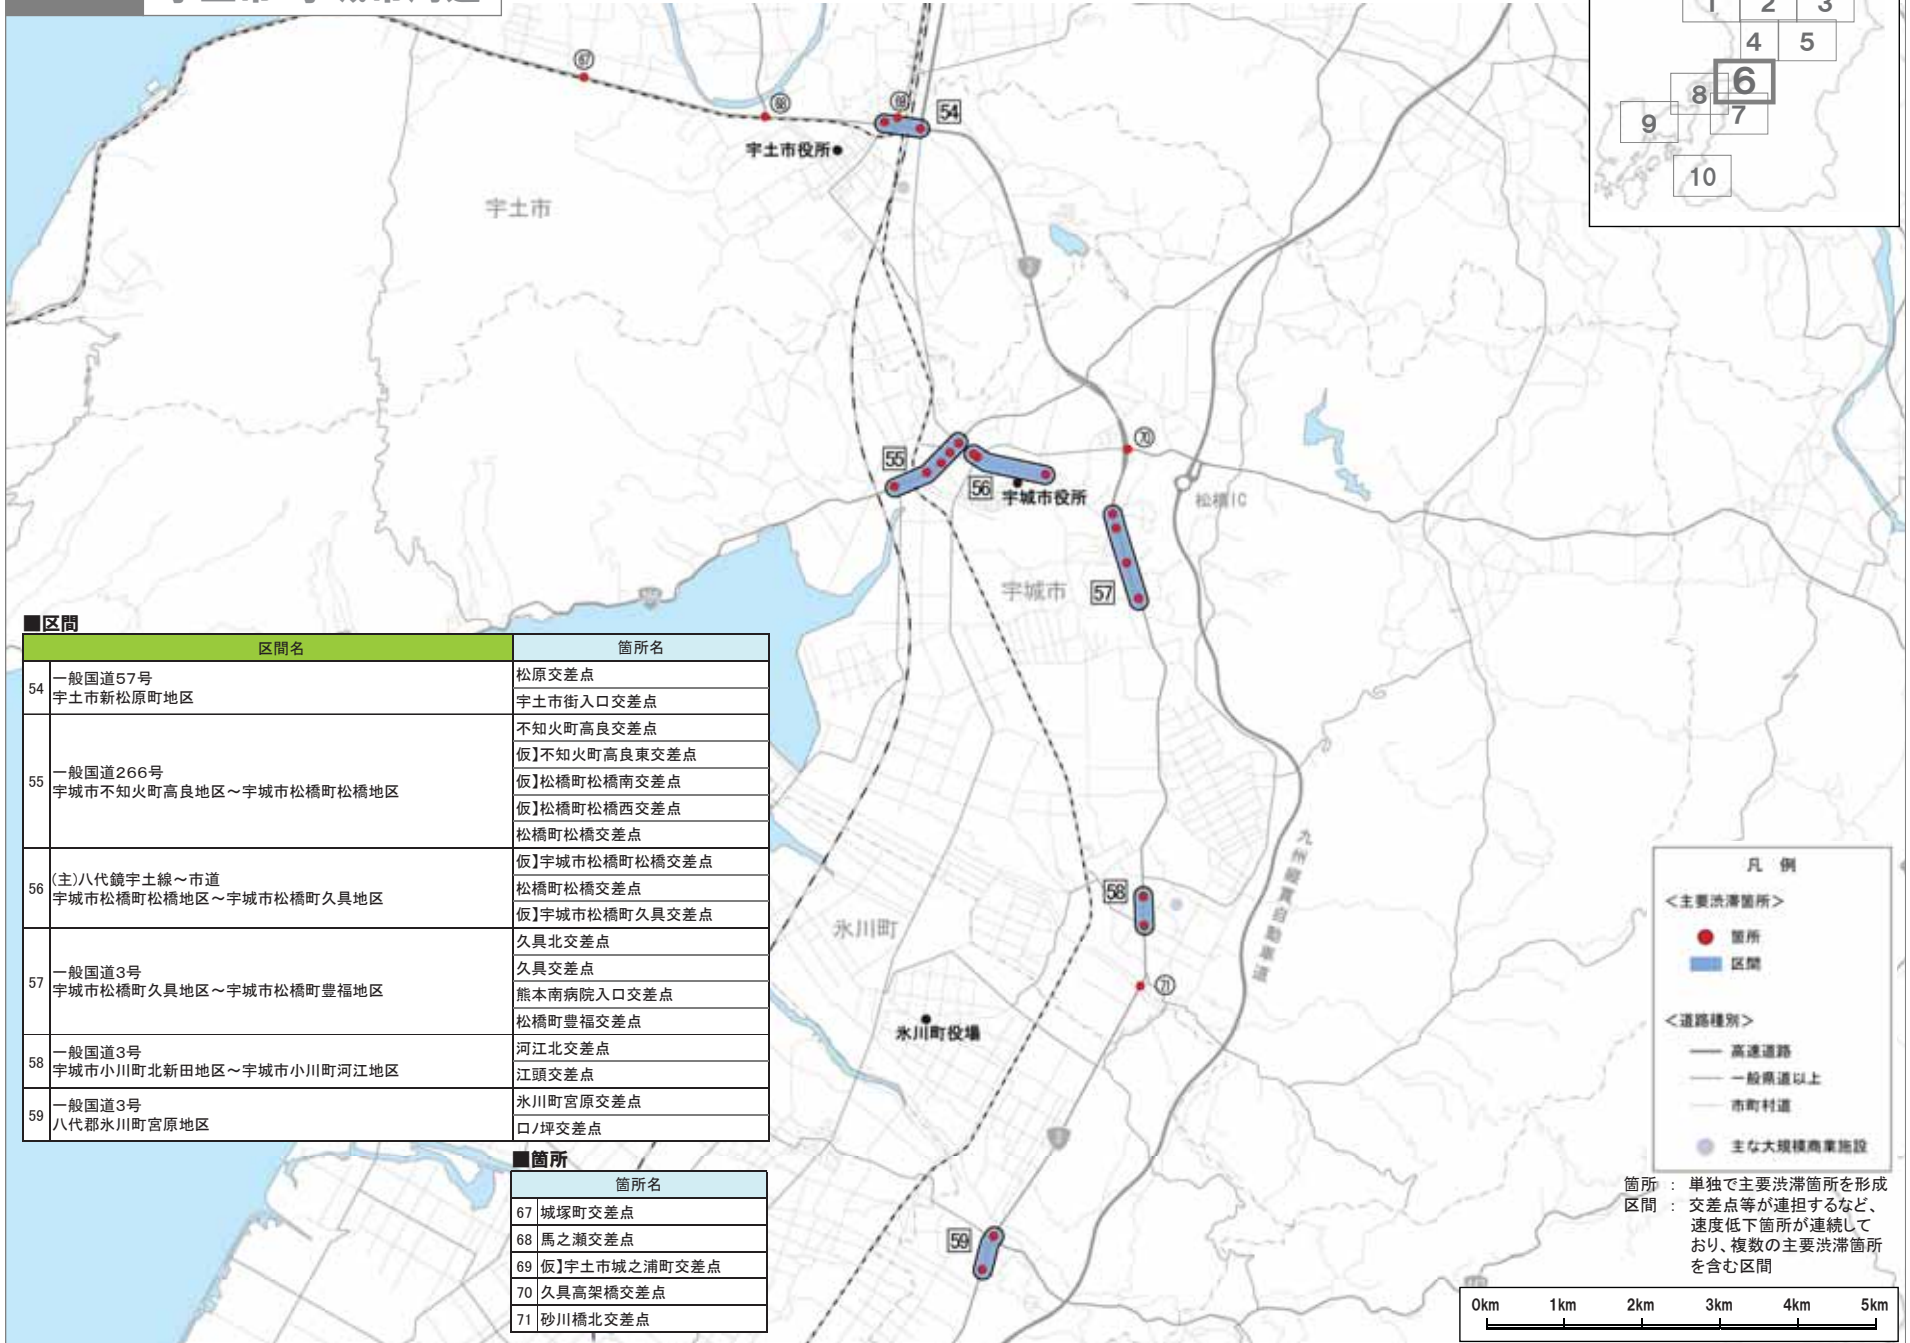 1
2
3
4
5
6
8
7
9
10
67
68
69
54
宇土市役所
宇土市
3
55
56
宇城市役所
70
松橋IC
宇城市
57
58
氷川町
71
氷川町役場
九州縦貫自動車道
3
59
■区間
区間名 箇所名
54 一般国道57号
宇土市新松原町地区
松原交差点
宇土市街入口交差点
55 一般国道266号
宇城市不知火町高良地区～宇城市松橋町松橋地区
不知火町高良交差点
仮】不知火町高良東交差点
仮】松橋町松橋南交差点
仮】松橋町松橋西交差点
松橋町松橋交差点
56 (主)八代鏡宇土線～市道
宇城市松橋町松橋地区～宇城市松橋町久具地区
仮】宇城市松橋町松橋交差点
松橋町松橋交差点
仮】宇城市松橋町久具交差点
57 一般国道3号
宇城市松橋町久具地区～宇城市松橋町豊福地区
久具北交差点
久具交差点
熊本南病院入口交差点
松橋町豊福交差点
58 一般国道3号
宇城市小川町北新田地区～宇城市小川町河江地区
河江北交差点
江頭交差点
59 一般国道3号
八代郡氷川町宮原地区
氷川町宮原交差点
ロノ坪交差点
■箇所
箇所名
67 城塚町交差点
68 馬之瀬交差点
69 仮】宇土市城之浦町交差点
70 久具高架橋交差点
71 砂川橋北交差点
凡 例
＜主要渋滞箇所＞
箇所
区間
＜道路種別＞
高速道路
一般県道以上
市町村道
主な大規模商業施設
箇所 ： 単独で主要渋滞箇所を形成
区間 ： 交差点等が連担するなど、
速度低下箇所が連続して
おり、複数の主要渋滞箇所
を含む区間
0km 1km 2km 3km 4km 5km